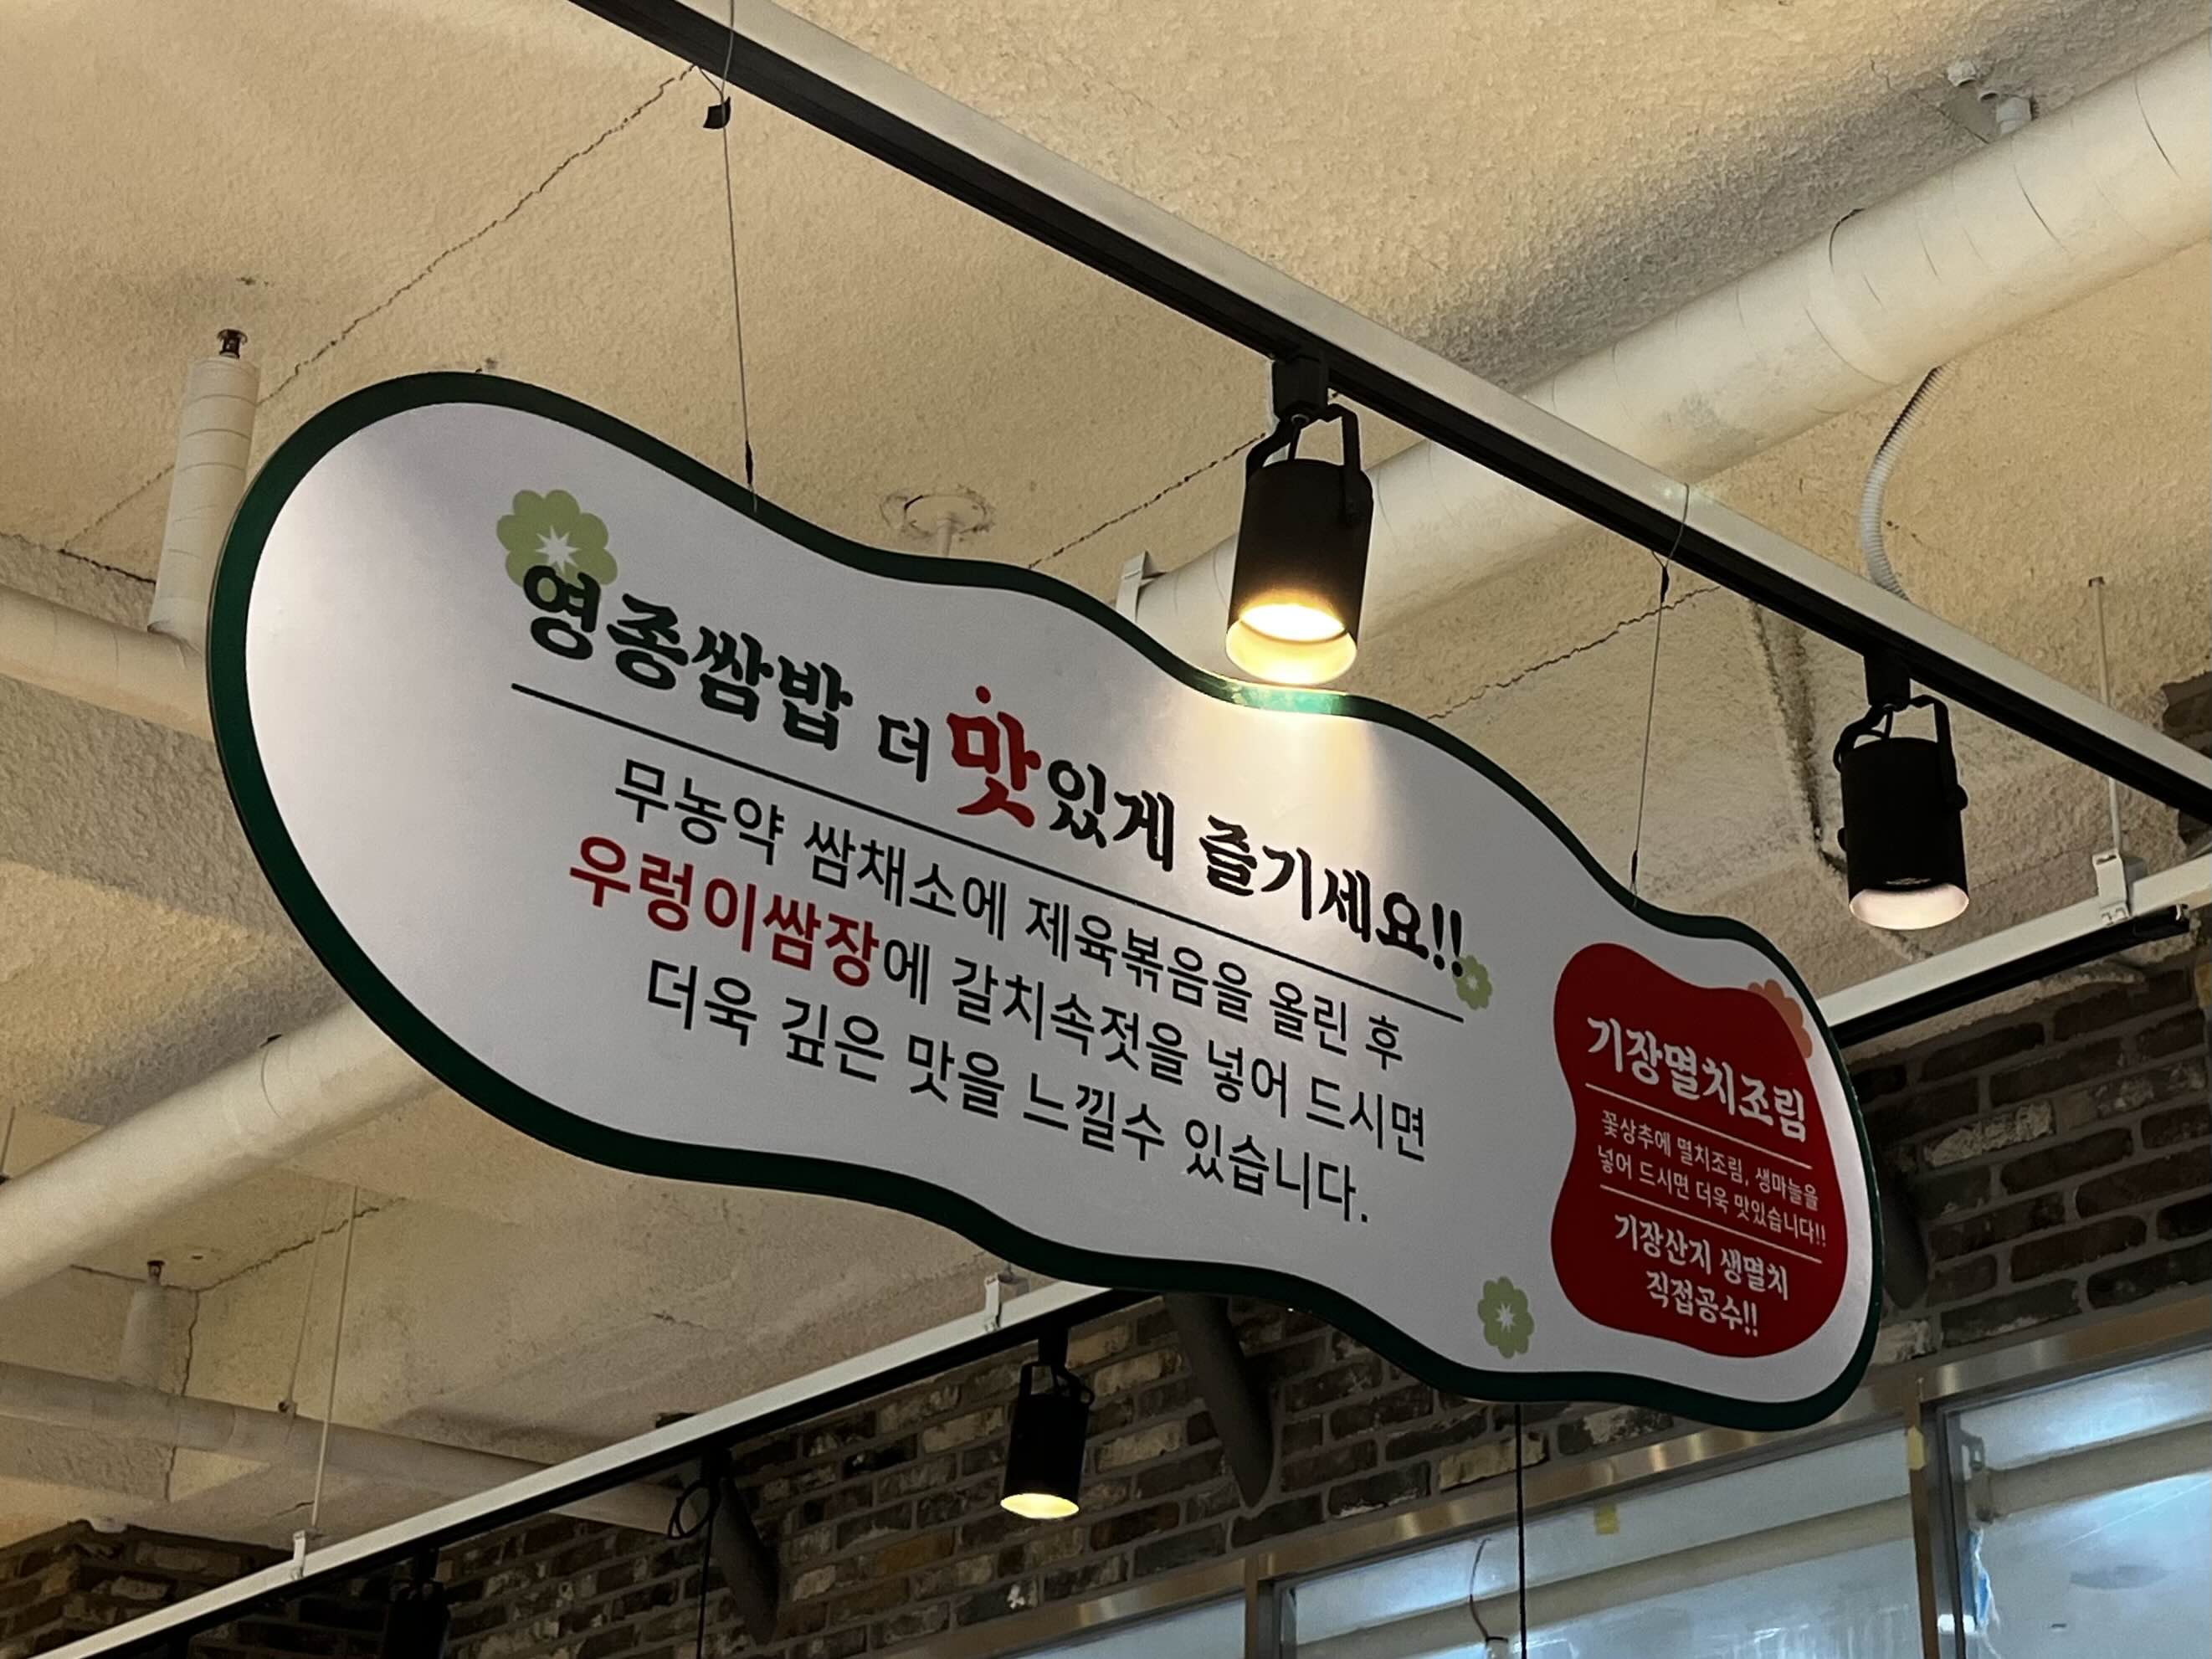 영종쌈밥 더 맛있게 즐기세요!!
무농약 쌈채소에 제육볶음을 올린 후
우렁이쌈장에 갈치속젓을 넣어 드시면
더욱 깊은 맛을 느낄수 있습니다.
기장멸치조림
꽃상추에 멸치조림, 생마늘을
넣어 드시면 더욱 맛있습니다!!
기장산지 생멸치
직접공수!!